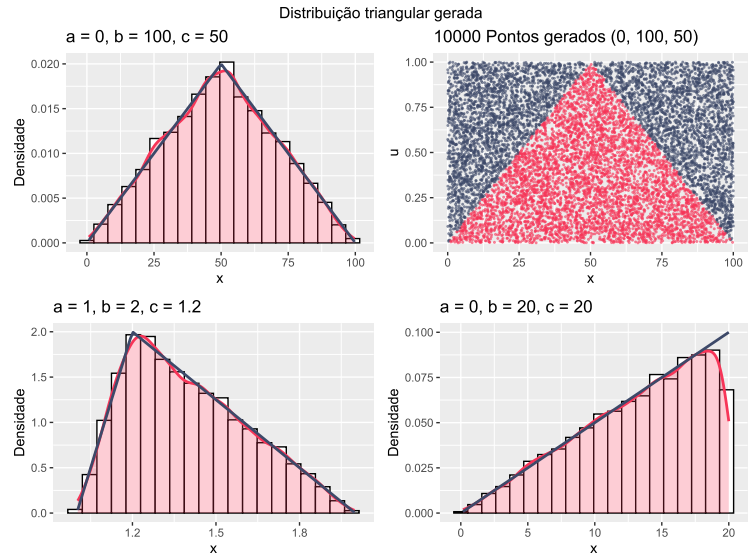 Distribuição triangular gerada
a = 0, b = 100, c = 50
0.020
0.015
0.010
0.005
0.000
Densidade
0
25
50
75
100
x
10000 Pontos gerados (0, 100, 50)
1.00
0.75
0.50
0.25
0.00
u
0
25
50
75
100
x
a = 1, b = 2, c = 1.2
2.0
1.5
1.0
0.5
0.0
Densidade
1.2
1.5
1.8
x
a = 0, b = 20, c = 20
0.100
0.075
0.050
0.025
0.000
Densidade
0
5
10
15
20
x